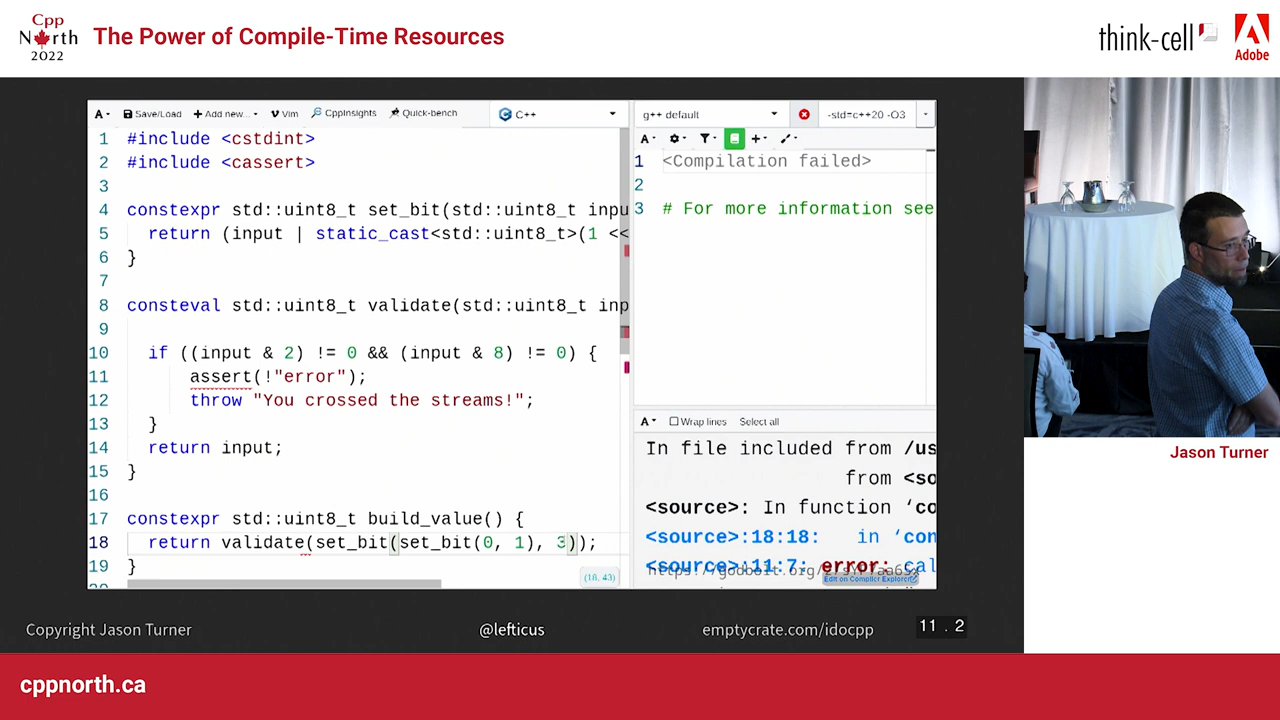 Cpp
North
2022
The Power of Compile-Time Resources
think-cell
Adobe
A
Save/Load
Add new...
Vim
CppInsights
Quick-bench
C++
g++ default
-std=c++20 -O3
1 #include <cstdint>
2 #include <cassert>
3
4 constexpr std::uint8_t set_bit(std::uint8_t inpu
5 return (input | static_cast<std::uint8_t>(1 <<
6 }
7
8 consteval std::uint8_t validate(std::uint8_t inp
9
10 if ((input & 2) != 0 && (input & 8) != 0) {
11 assert(!"error");
12 throw "You crossed the streams!";
13 }
14 return input;
15 }
16
17 constexpr std::uint8_t build_value() {
18 return validate(set_bit(set_bit(0, 1), 3));
19 }
(18, 43)
A
1 <Compilation failed>
2
3 # For more information see
A
Wrap lines
Select all
In file included from /us
from <so
<source>: In function ‘co
<source>:18:18: in ‘con
<source>:11:7: error: cal
Edit on Compiler Explorer
Jason Turner
Copyright Jason Turner
@lefticus
emptycrate.com/idocpp
11 . 2
cppnorth.ca